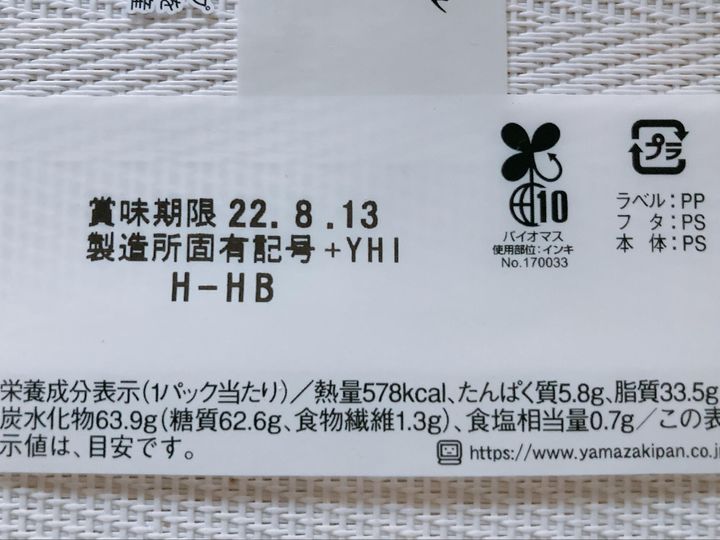 プを産
賞味期限 22.8.13
製造所固有記号 +YHI
H-HB
10
バイオマス
使用部位:インキ
No.170033
プラ
ラベル:PP
フタ:PS
本体:PS
栄養成分表示(1パック当たり)/熱量578kcal、たんぱく質5.8g、脂質33.5g
炭水化物63.9g(糖質62.6g、食物繊維1.3g)、食塩相当量0.7g/この表
示値は、目安です。
https://www.yamazakipan.co.j